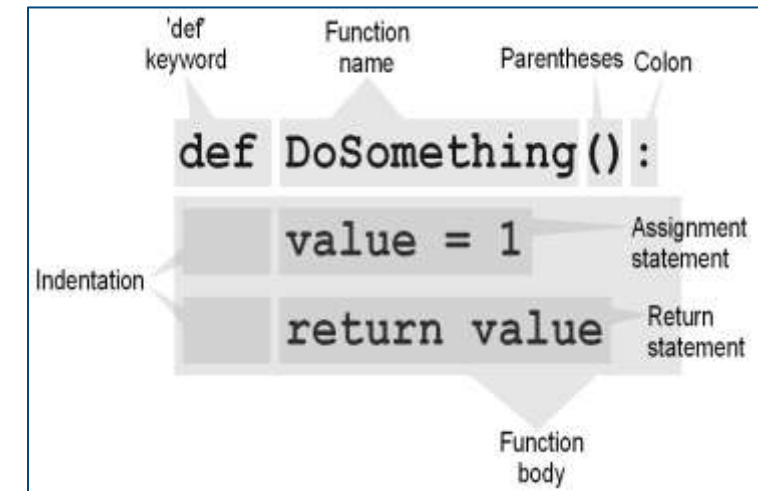 'def'
keyword
Function
name
Parentheses
Colon
def DoSomething():
value = 1
Assignment
statement
Indentation
return value
Return
statement
Function
body